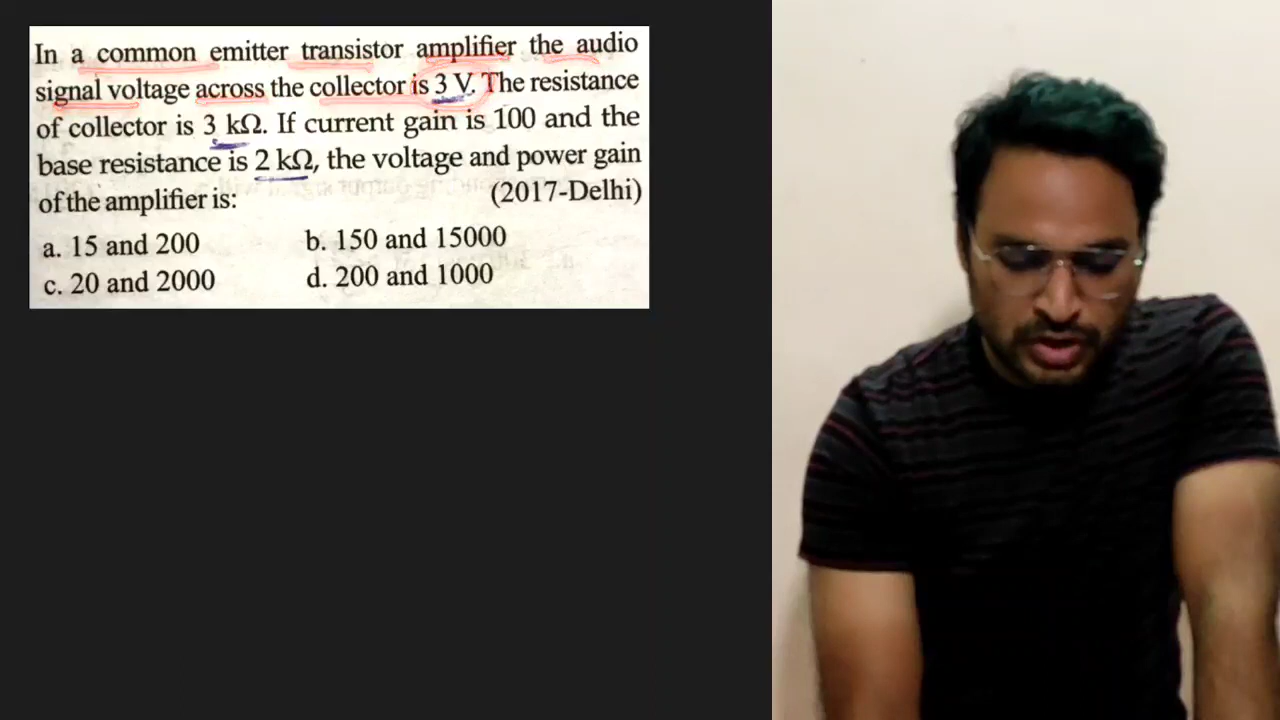 In a common emitter transistor amplifier the audio
signal voltage across the collector is 3 V. The resistance
of collector is 3 kΩ. If current gain is 100 and the
base resistance is 2 kΩ, the voltage and power gain
of the amplifier is: (2017-Delhi)
a. 15 and 200 b. 150 and 15000
c. 20 and 2000 d. 200 and 1000